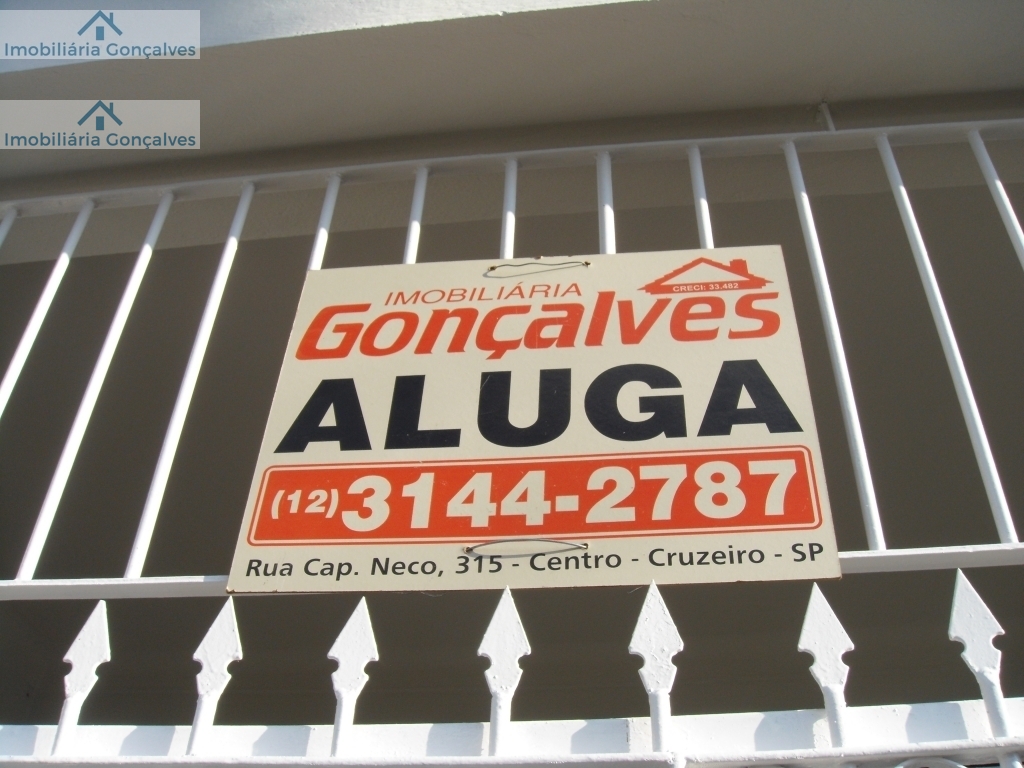 Imobiliária Gonçalves
Imobiliária Gonçalves
IMOBILIÁRIA
CRECI: 33.482
Gonçalves
ALUGA
(12)3144-2787
Rua Cap. Neco, 315 - Centro - Cruzeiro - SP